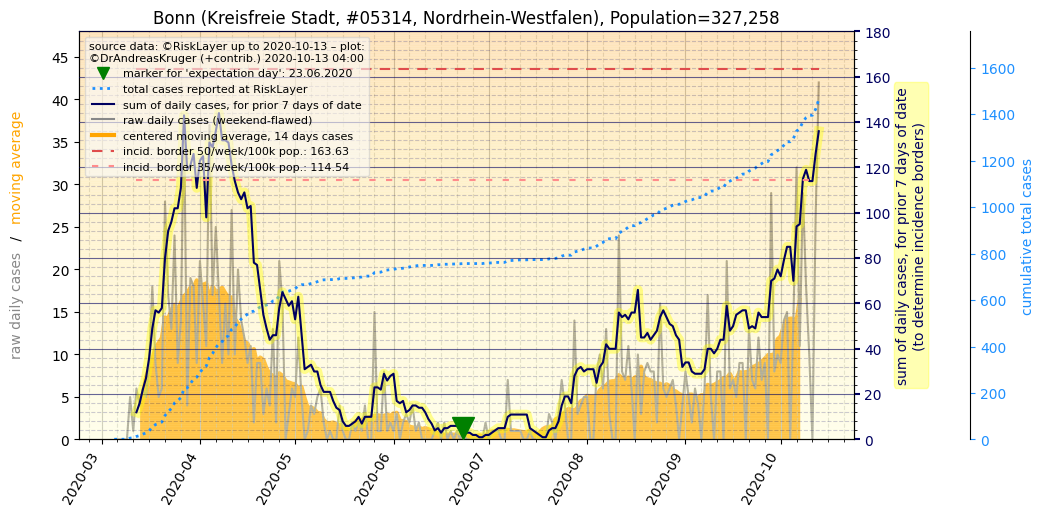 Bonn (Kreisfreie Stadt, #05314, Nordrhein-Westfalen), Population=327,258
source data: ©RiskLayer up to 2020-10-13 – plot:
©DrAndreasKruger (+contrib.) 2020-10-13 04:00
marker for 'expectation day': 23.06.2020
total cases reported at RiskLayer
sum of daily cases, for prior 7 days of date
raw daily cases (weekend-flawed)
centered moving average, 14 days cases
incid. border 50/week/100k pop.: 163.63
incid. border 35/week/100k pop.: 114.54
raw daily cases / moving average
45
40
35
30
25
20
15
10
5
0
2020-03
2020-04
2020-05
2020-06
2020-07
2020-08
2020-09
2020-10
180
160
140
120
100
80
60
40
20
0
sum of daily cases, for prior 7 days of date
(to determine incidence borders)
1600
1400
1200
1000
800
600
400
200
0
cumulative total cases